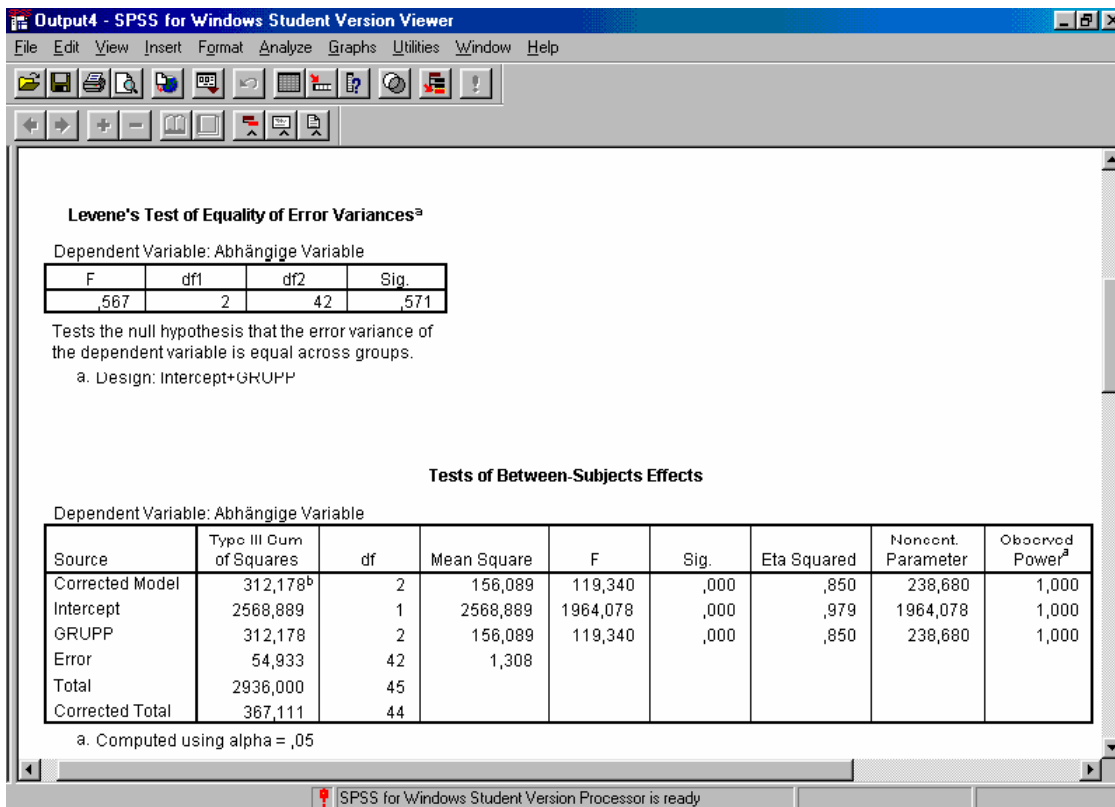 Output4 - SPSS for Windows Student Version Viewer
File Edit View Insert Format Analyze Graphs Utilities Window Help
Levene's Test of Equality of Error Variancesa
Dependent Variable: Abhängige Variable
F df1 df2 Sig.
,567 2 42 ,571
Tests the null hypothesis that the error variance of
the dependent variable is equal across groups.
a. Design: Intercept+GRUPP
Tests of Between-Subjects Effects
Dependent Variable: Abhängige Variable
Source Type III Sum of Squares df Mean Square F Sig. Eta Squared Noncent. Parameter Observed Powera
Corrected Model 312,178b 2 156,089 119,340 ,000 ,850 238,680 1,000
Intercept 2568,889 1 2568,889 1964,078 ,000 ,979 1964,078 1,000
GRUPP 312,178 2 156,089 119,340 ,000 ,850 238,680 1,000
Error 54,933 42 1,308
Total 2936,000 45
Corrected Total 367,111 44
a. Computed using alpha = ,05
SPSS for Windows Student Version Processor is ready